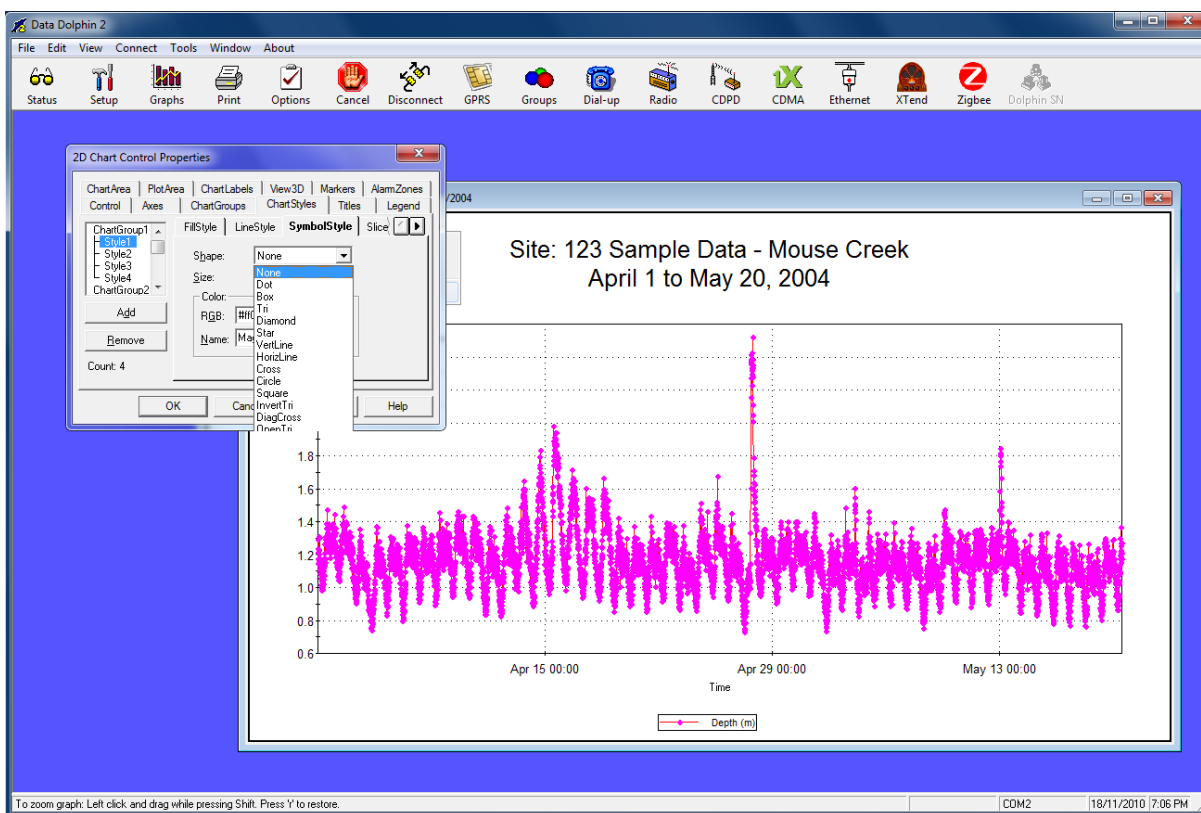 Data Dolphin 2
File Edit View Connect Tools Window About
Status Setup Graphs Print Options Cancel Disconnect GPRS Groups Dial-up Radio CDPD CDMA Ethernet XTend Zigbee Dolphin SN
2D Chart Control Properties
ChartArea PlotArea ChartLabels View3D Markers AlarmZones
Control Axes ChartGroups ChartStyles Titles Legend
ChartGroup1
Style1
Style2
Style3
Style4
ChartGroup2
Add
Remove
Count: 4
FillStyle LineStyle SymbolStyle Slice
Shape: None
Size:
Color:
RGB: #ff0
Name: Mag
None
Dot
Box
Tri
Diamond
Star
VertLine
HorizLine
Cross
Circle
Square
InvertTri
DiagCross
OpenTri
OK Canc Help
/2004
Site: 123 Sample Data - Mouse Creek
April 1 to May 20, 2004
1.8
1.6
1.4
1.2
1.0
0.8
0.6
Apr 15 00:00 Apr 29 00:00 May 13 00:00
Time
Depth (m)
To zoom graph: Left click and drag while pressing Shift. Press 'r' to restore.
COM2 18/11/2010 7:06 PM